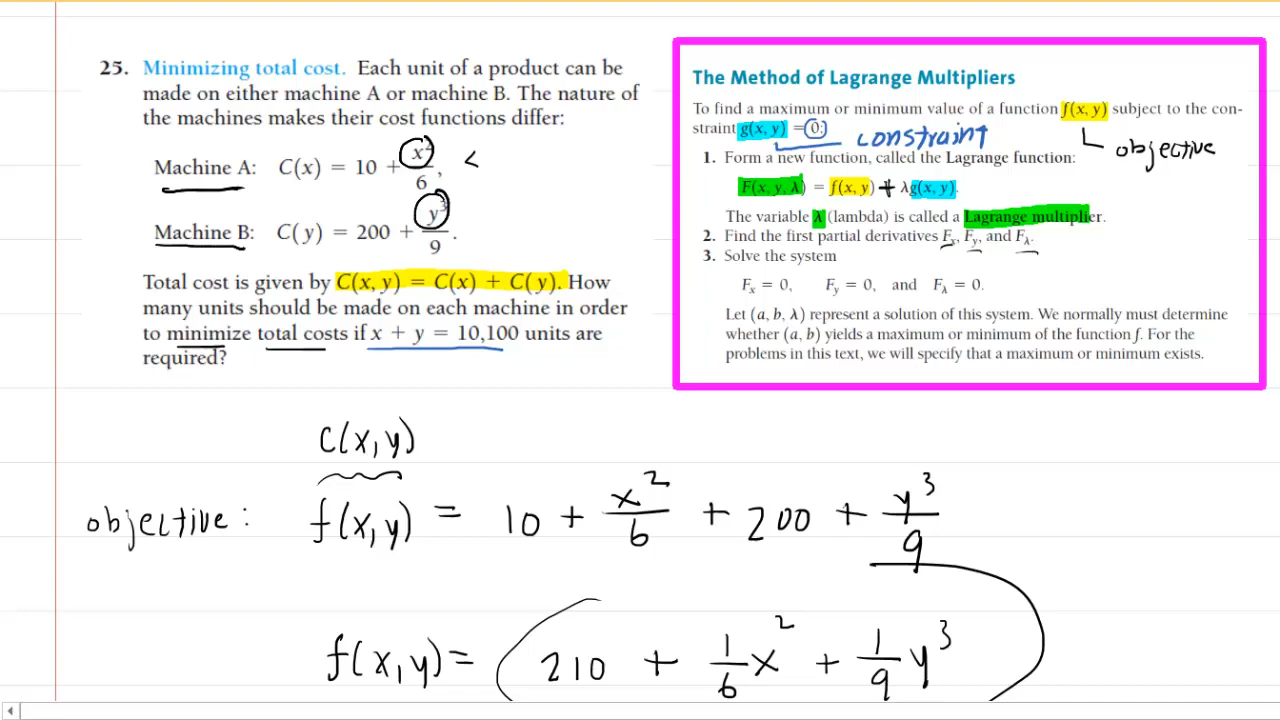 25. Minimizing total cost. Each unit of a product can be
made on either machine A or machine B. The nature of
the machines makes their cost functions differ:
Machine A: C(x) = 10 + x²/6, <
Machine B: C(y) = 200 + y³/9.
Total cost is given by C(x, y) = C(x) + C(y). How
many units should be made on each machine in order
to minimize total costs if x + y = 10,100 units are
required?
The Method of Lagrange Multipliers
To find a maximum or minimum value of a function f(x, y) subject to the con-
straint g(x, y) = 0: constraint
objective
1. Form a new function, called the Lagrange function:
F(x, y, λ) = f(x, y) + λg(x, y).
The variable λ (lambda) is called a Lagrange multiplier.
2. Find the first partial derivatives Fx, Fy, and Fλ.
3. Solve the system
Fx = 0, Fy = 0, and Fλ = 0.
Let (a, b, λ) represent a solution of this system. We normally must determine
whether (a, b) yields a maximum or minimum of the function f. For the
problems in this text, we will specify that a maximum or minimum exists.
C(x,y)
objective: f(x,y) = 10 + x²/6 + 200 + y³/9
f(x,y) = 210 + 1/6 x² + 1/9 y³